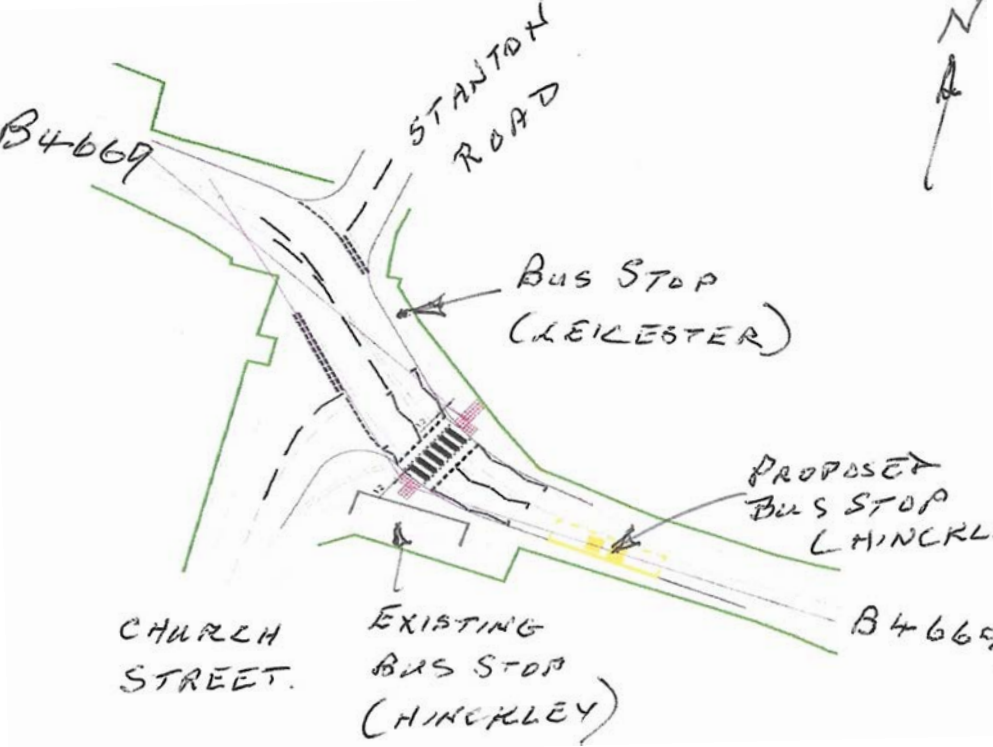 N
STANTON
ROAD
B4669
BUS STOP
(LEICESTER)
PROPOSED
BUS STOP
(HINCKL
B4669
CHURCH
STREET.
EXISTING
BUS STOP
(HINCKLEY)